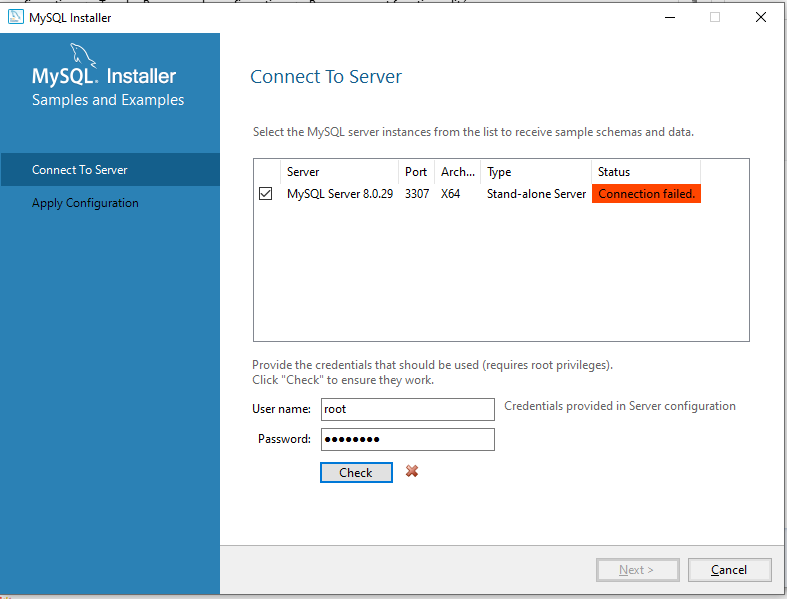 MySQL Installer
MySQL. Installer
Samples and Examples
Connect To Server
Apply Configuration
Connect To Server
Select the MySQL server instances from the list to receive sample schemas and data.
Server Port Arch... Type Status
MySQL Server 8.0.29 3307 X64 Stand-alone Server Connection failed.
Provide the credentials that should be used (requires root privileges).
Click "Check" to ensure they work.
User name: root Credentials provided in Server configuration
Password: ●●●●●●●●
Check
Next > Cancel